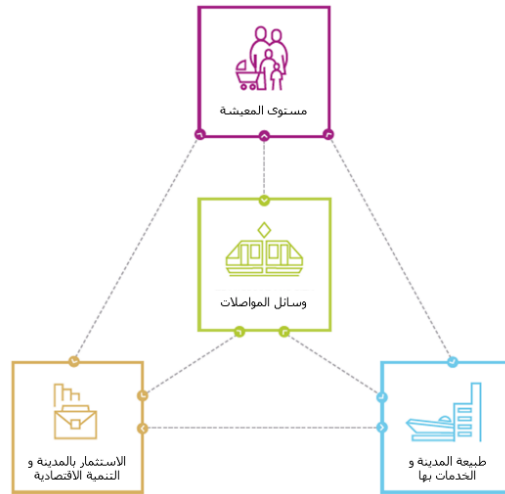 مستوى المعيشة
وسائل المواصلات
طبيعة المدينة و
الخدمات بها
الاستثمار بالمدينة و
التنمية الاقتصادية